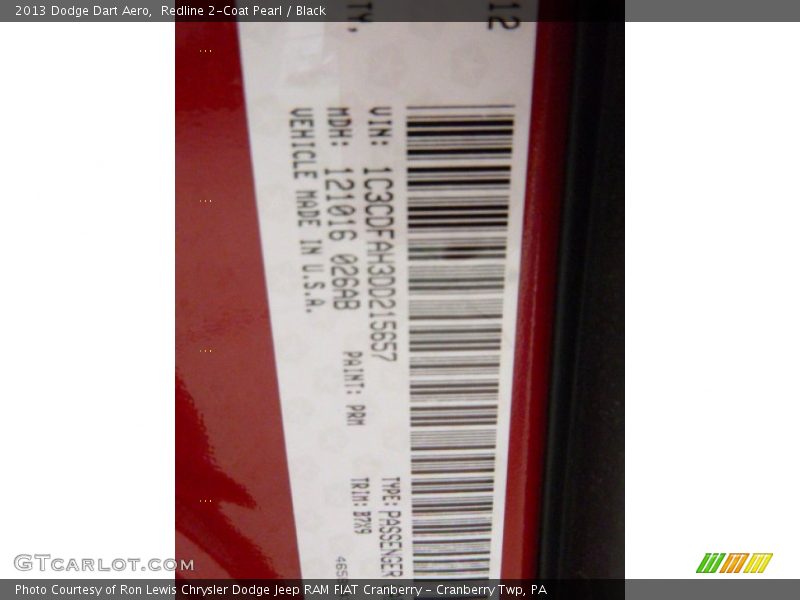 2013 Dodge Dart Aero,  Redline 2-Coat Pearl / Black
12
TY,
VIN: 1C3CDFAH3DD215657
TYPE: PASSENGER
MDH: 121016 026AB
PAINT: PRM
TRIM: B7X9
VEHICLE MADE IN U.S.A.
465
GTCarLot.com
Photo Courtesy of Ron Lewis Chrysler Dodge Jeep RAM FIAT Cranberry - Cranberry Twp, PA